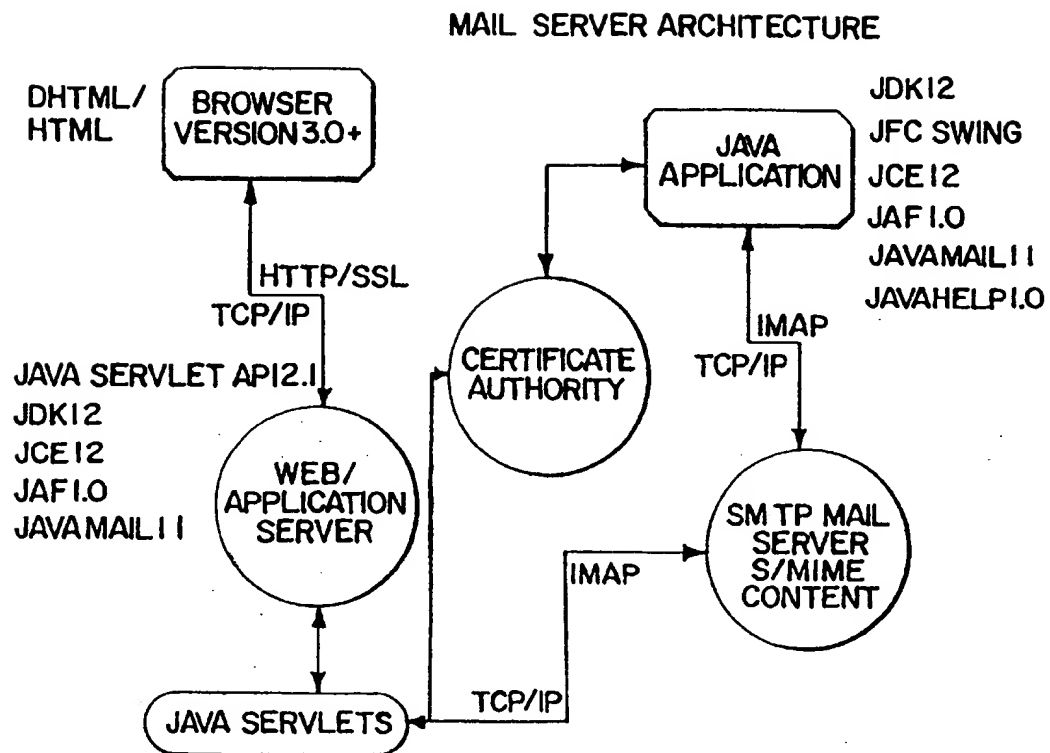 MAIL SERVER ARCHITECTURE
DHTML/
HTML
BROWSER
VERSION 3.0+
JAVA
APPLICATION
JDK12
JFC SWING
JCE12
JAF1.0
JAVAMAIL11
JAVAHELP1.0
HTTP/SSL
TCP/IP
IMAP
TCP/IP
CERTIFICATE
AUTHORITY
JAVA SERVLET API2.1
JDK12
JCE12
JAF1.0
JAVAMAIL11
WEB/
APPLICATION
SERVER
SMTP MAIL
SERVER
S/MIME
CONTENT
IMAP
TCP/IP
JAVA SERVLETS